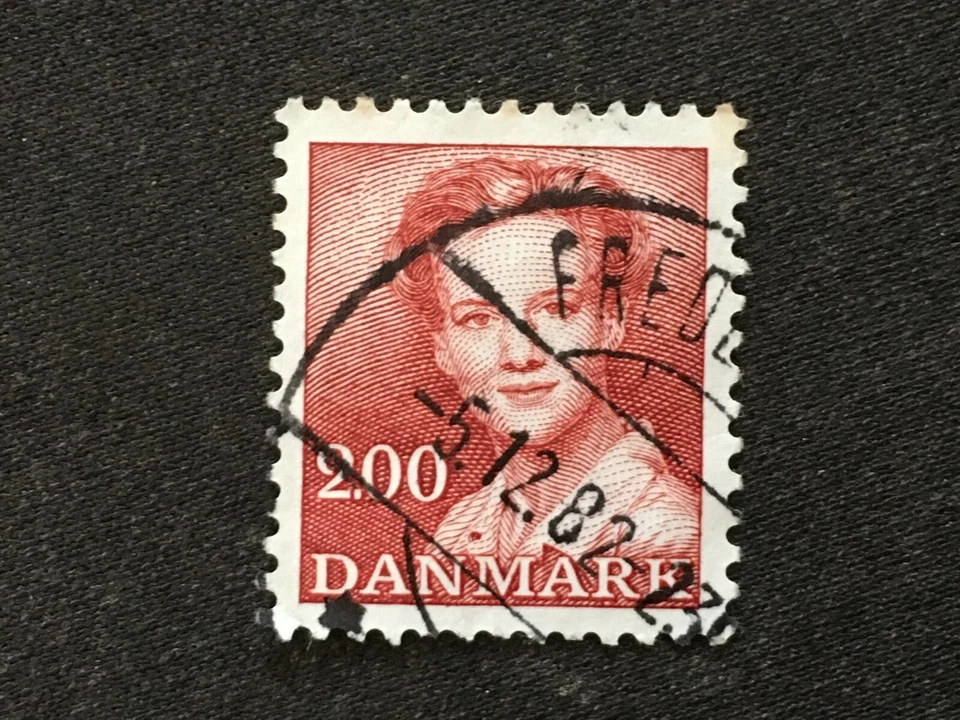 FREDE
-5.12.82-
2.00
DANMARK